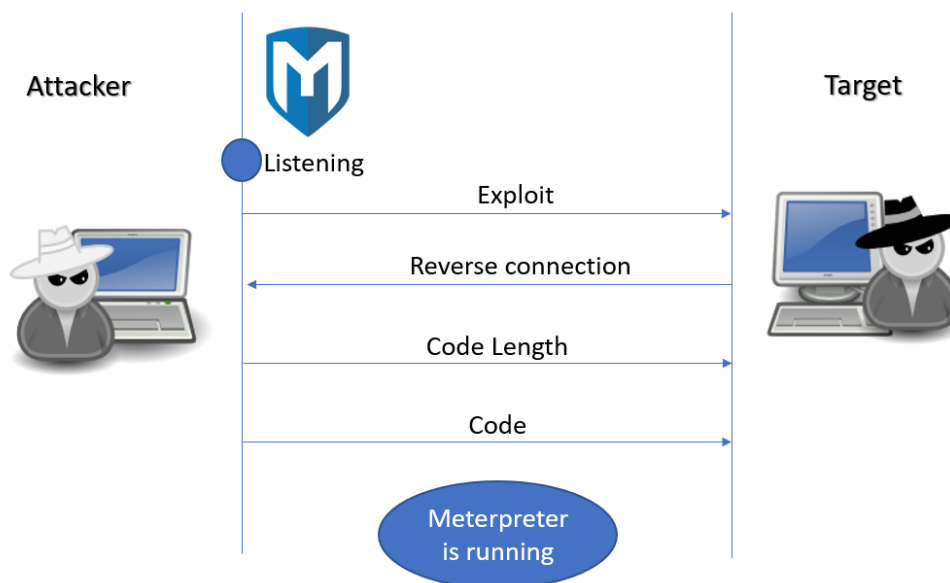 Attacker
Target
Listening
Exploit
Reverse connection
Code Length
Code
Meterpreter
is running